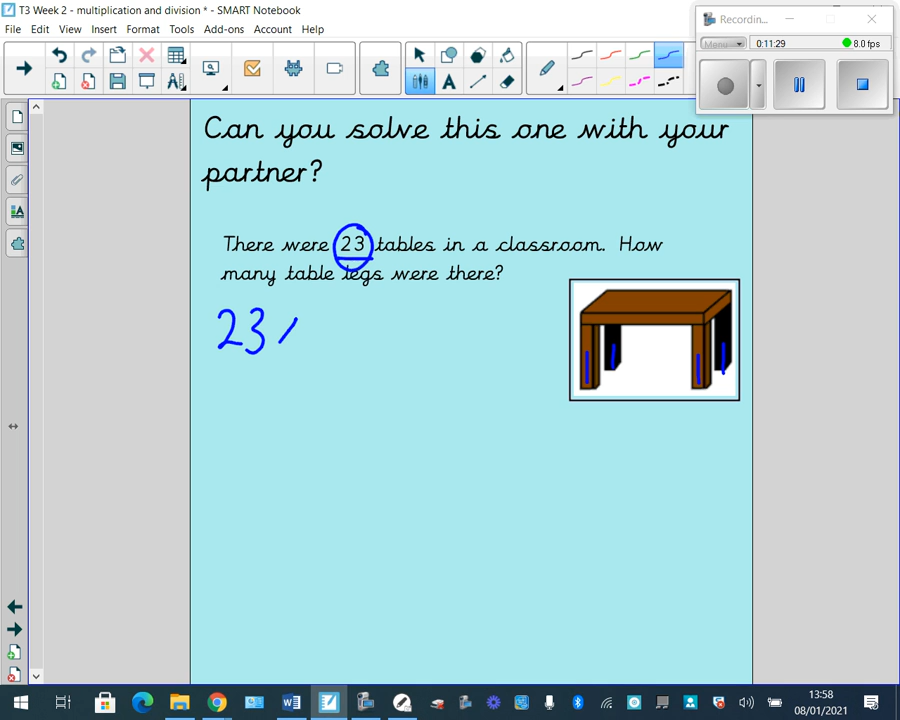 T3 Week 2 - multiplication and division * - SMART Notebook
Recordin...
File Edit View Insert Format Tools Add-ons Account Help
Menu 0:11:29 8.0 fps
A
A
Can you solve this one with your
partner?
There were 23 tables in a classroom. How
many table legs were there?
23 /
13:58
08/01/2021